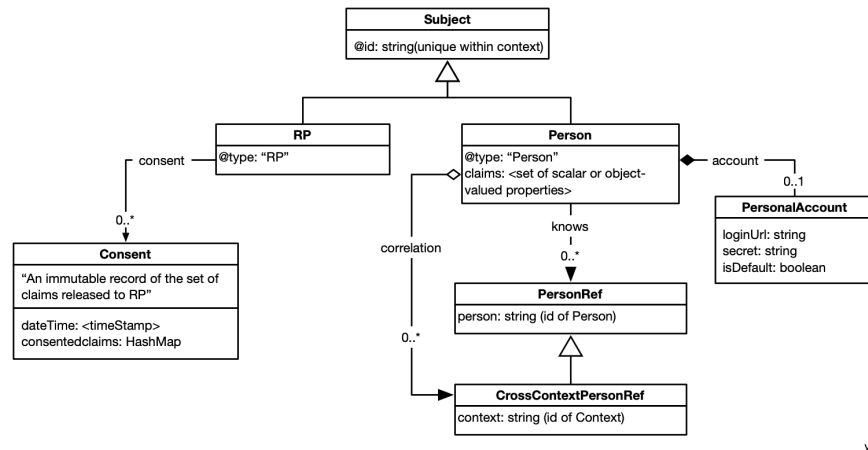 Subject
@id: string(unique within context)
RP
@type: “RP”
Person
@type: “Person”
claims: <set of scalar or object-
valued properties>
consent
0..*
account
0..1
PersonalAccount
loginUrl: string
secret: string
isDefault: boolean
knows
0..*
correlation
0..*
Consent
“An immutable record of the set of
claims released to RP”
dateTime: <timeStamp>
consentedclaims: HashMap
PersonRef
person: string (id of Person)
CrossContextPersonRef
context: string (id of Context)